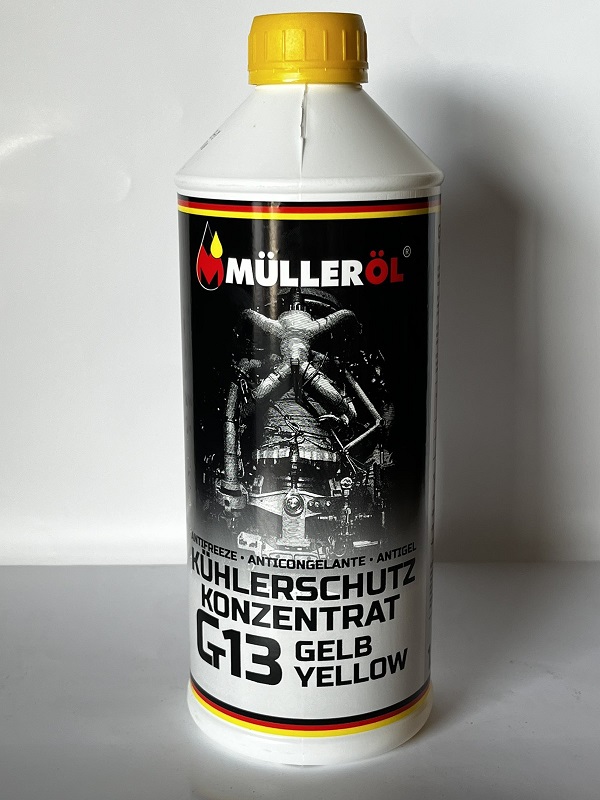 MÜLLERÖL®
ANTIFREEZE · ANTICONGELANTE · ANTIGEL
KÜHLERSCHUTZ
KONZENTRAT
G13 GELB
YELLOW